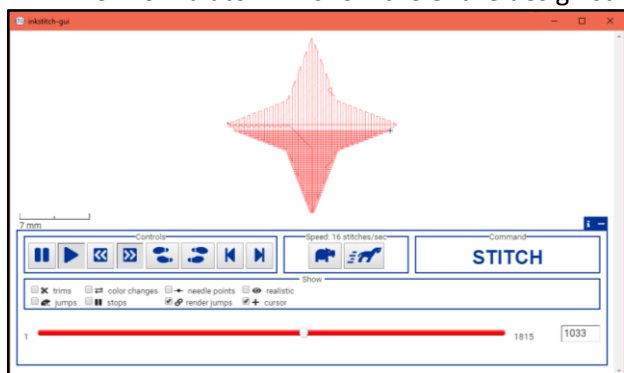 inkstitch-gui
7 mm
i −
Controls
Speed: 16 stitches/sec
Command
STITCH
Show
trims color changes needle points realistic
jumps stops render jumps cursor
1 1815 1033